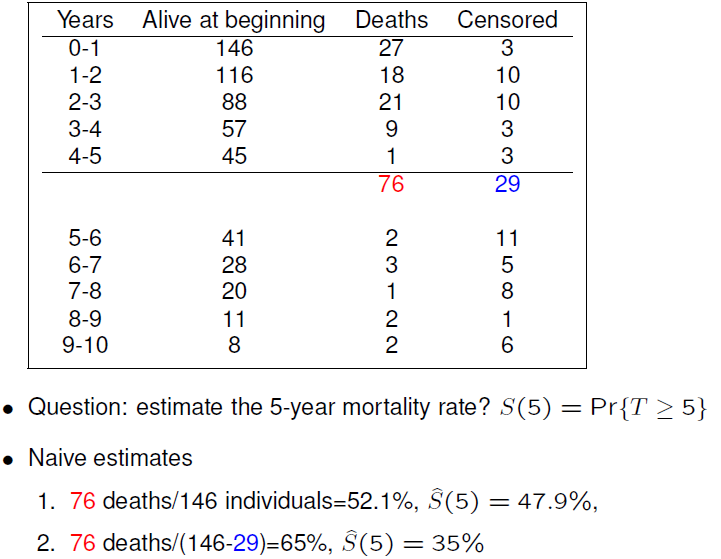 Years Alive at beginning Deaths Censored
0-1 146 27 3
1-2 116 18 10
2-3 88 21 10
3-4 57 9 3
4-5 45 1 3
76 29
5-6 41 2 11
6-7 28 3 5
7-8 20 1 8
8-9 11 2 1
9-10 8 2 6
• Question: estimate the 5-year mortality rate? S(5) = Pr{T ≥ 5}
• Naive estimates
1. 76 deaths/146 individuals=52.1%, Ŝ(5) = 47.9%,
2. 76 deaths/(146-29)=65%, Ŝ(5) = 35%